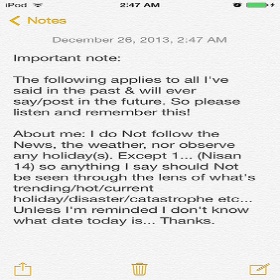 iPod 2:47 AM
Notes
December 26, 2013, 2:47 AM
Important note:
The following applies to all I've
said in the past & will ever
say/post in the future. So please
listen and remember this!
About me: I do Not follow the
News, the weather, nor observe
any holiday(s). Except 1... (Nisan
14) so anything I say should Not
be seen through the lens of what's
trending/hot/current
holiday/disaster/catastrophe etc...
Unless I'm reminded I don't know
what date today is... Thanks.